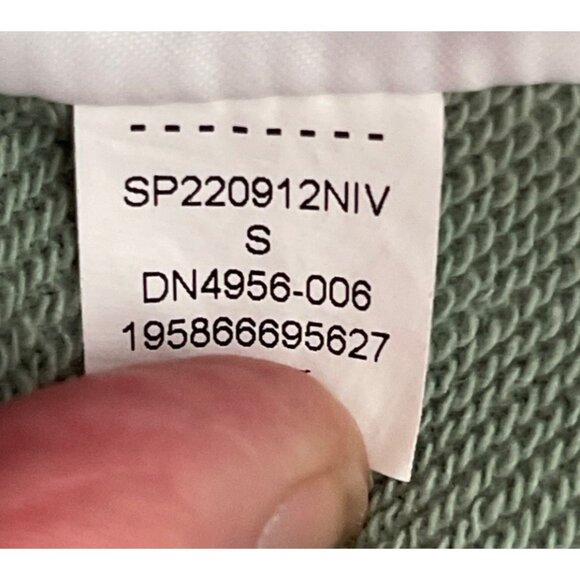 --------
SP220912NIV
S
DN4956-006
195866695627